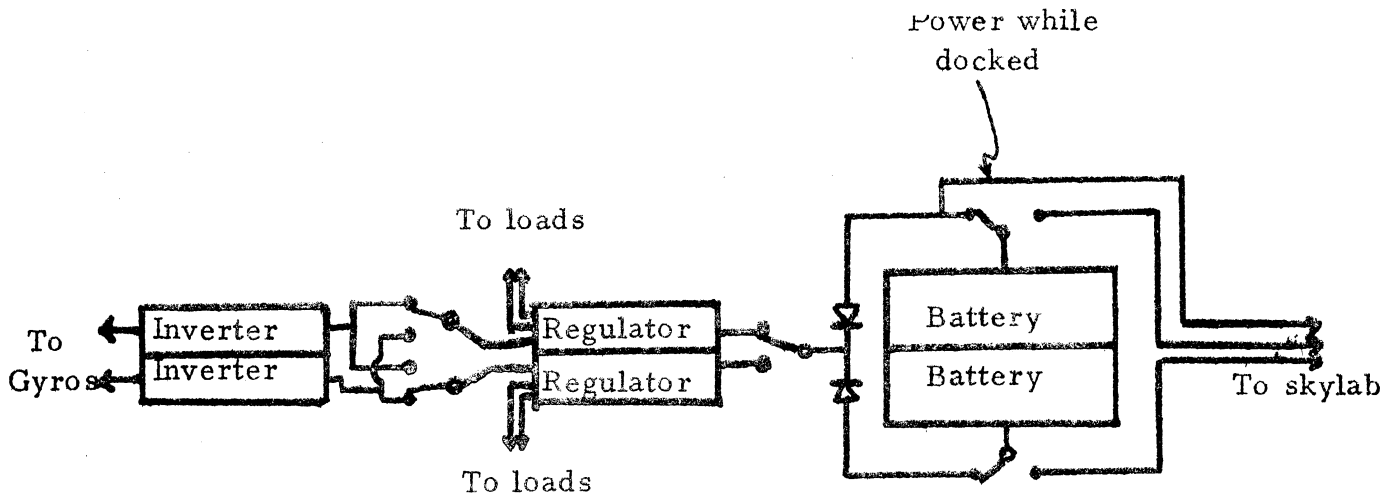 Power while
docked
To loads
To
Gyros
Inverter
Inverter
Regulator
Regulator
Battery
Battery
To skylab
To loads